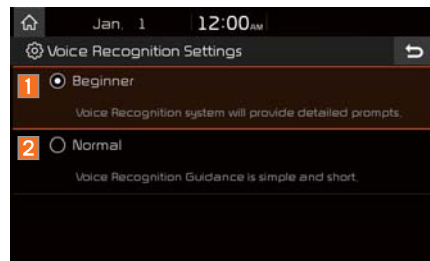 Jan. 1 12:00AM
Voice Recognition Settings
1 Beginner
Voice Recognition system will provide detailed prompts.
2 Normal
Voice Recognition Guidance is simple and short.